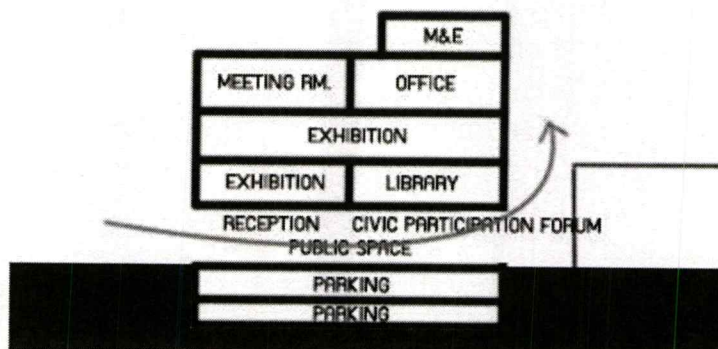 M&E
MEETING RM. OFFICE
EXHIBITION
EXHIBITION LIBRARY
RECEPTION CIVIC PARTICIPATION FORUM
PUBLIC SPACE
PARKING
PARKING